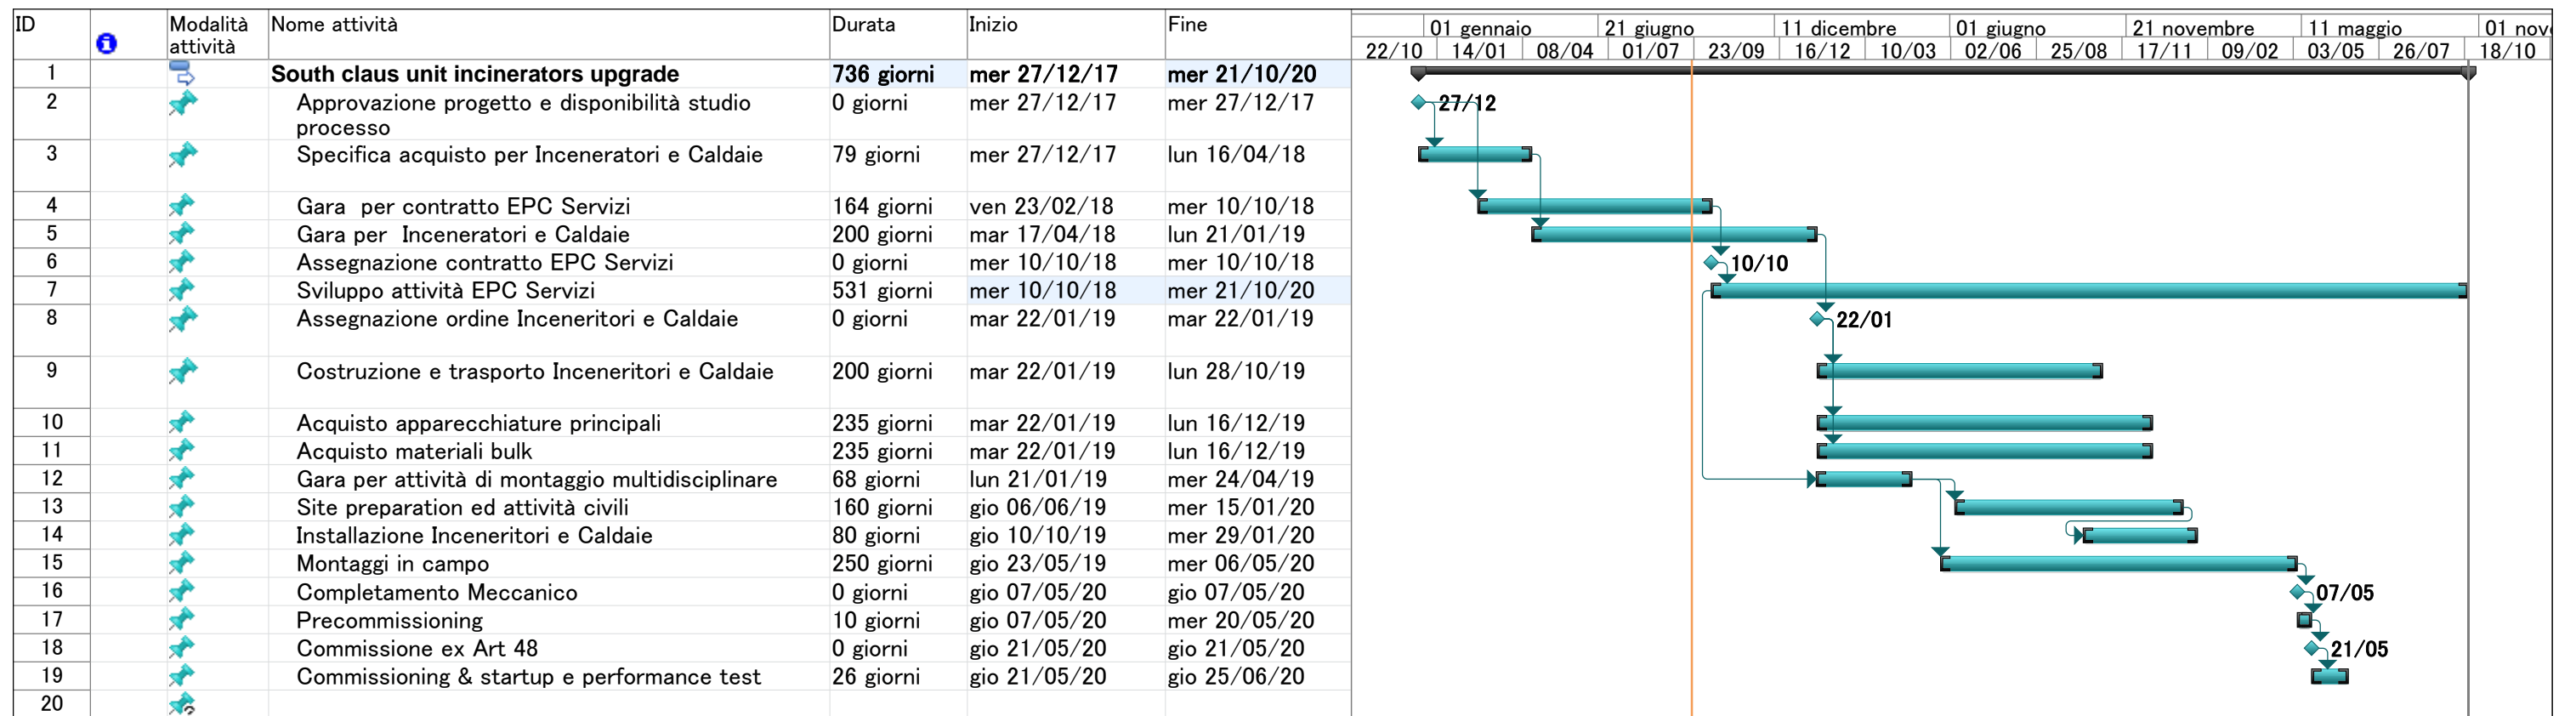 ID Modalità attività Nome attività Durata Inizio Fine
01 gennaio 21 giugno 11 dicembre 01 giugno 21 novembre 11 maggio 01 nov
22/10 14/01 08/04 01/07 23/09 16/12 10/03 02/06 25/08 17/11 09/02 03/05 26/07 18/10
1 South claus unit incinerators upgrade 736 giorni mer 27/12/17 mer 21/10/20
2 Approvazione progetto e disponibilità studio processo 0 giorni mer 27/12/17 mer 27/12/17 27/12
3 Specifica acquisto per Inceneratori e Caldaie 79 giorni mer 27/12/17 lun 16/04/18
4 Gara per contratto EPC Servizi 164 giorni ven 23/02/18 mer 10/10/18
5 Gara per Inceneratori e Caldaie 200 giorni mar 17/04/18 lun 21/01/19
6 Assegnazione contratto EPC Servizi 0 giorni mer 10/10/18 mer 10/10/18 10/10
7 Sviluppo attività EPC Servizi 531 giorni mer 10/10/18 mer 21/10/20
8 Assegnazione ordine Inceneritori e Caldaie 0 giorni mar 22/01/19 mar 22/01/19 22/01
9 Costruzione e trasporto Inceneritori e Caldaie 200 giorni mar 22/01/19 lun 28/10/19
10 Acquisto apparecchiature principali 235 giorni mar 22/01/19 lun 16/12/19
11 Acquisto materiali bulk 235 giorni mar 22/01/19 lun 16/12/19
12 Gara per attività di montaggio multidisciplinare 68 giorni lun 21/01/19 mer 24/04/19
13 Site preparation ed attività civili 160 giorni gio 06/06/19 mer 15/01/20
14 Installazione Inceneritori e Caldaie 80 giorni gio 10/10/19 mer 29/01/20
15 Montaggi in campo 250 giorni gio 23/05/19 mer 06/05/20
16 Completamento Meccanico 0 giorni gio 07/05/20 gio 07/05/20 07/05
17 Precommissioning 10 giorni gio 07/05/20 mer 20/05/20
18 Commissione ex Art 48 0 giorni gio 21/05/20 gio 21/05/20 21/05
19 Commissioning & startup e performance test 26 giorni gio 21/05/20 gio 25/06/20
20